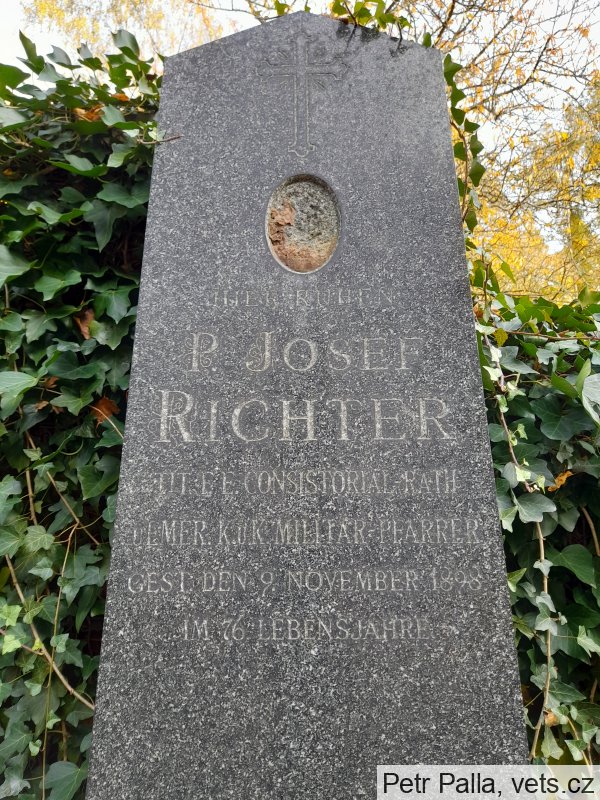 HIER RUHEN
P. JOSEF
RICHTER
TIT. F. E. CONSISTORIAL-RATH
U. EMER. K. U. K. MILITÄR-PFARRER
GEST. DEN 9. NOVEMBER 1898
IM 76. LEBENSJAHRE.
Petr Palla, vets.cz